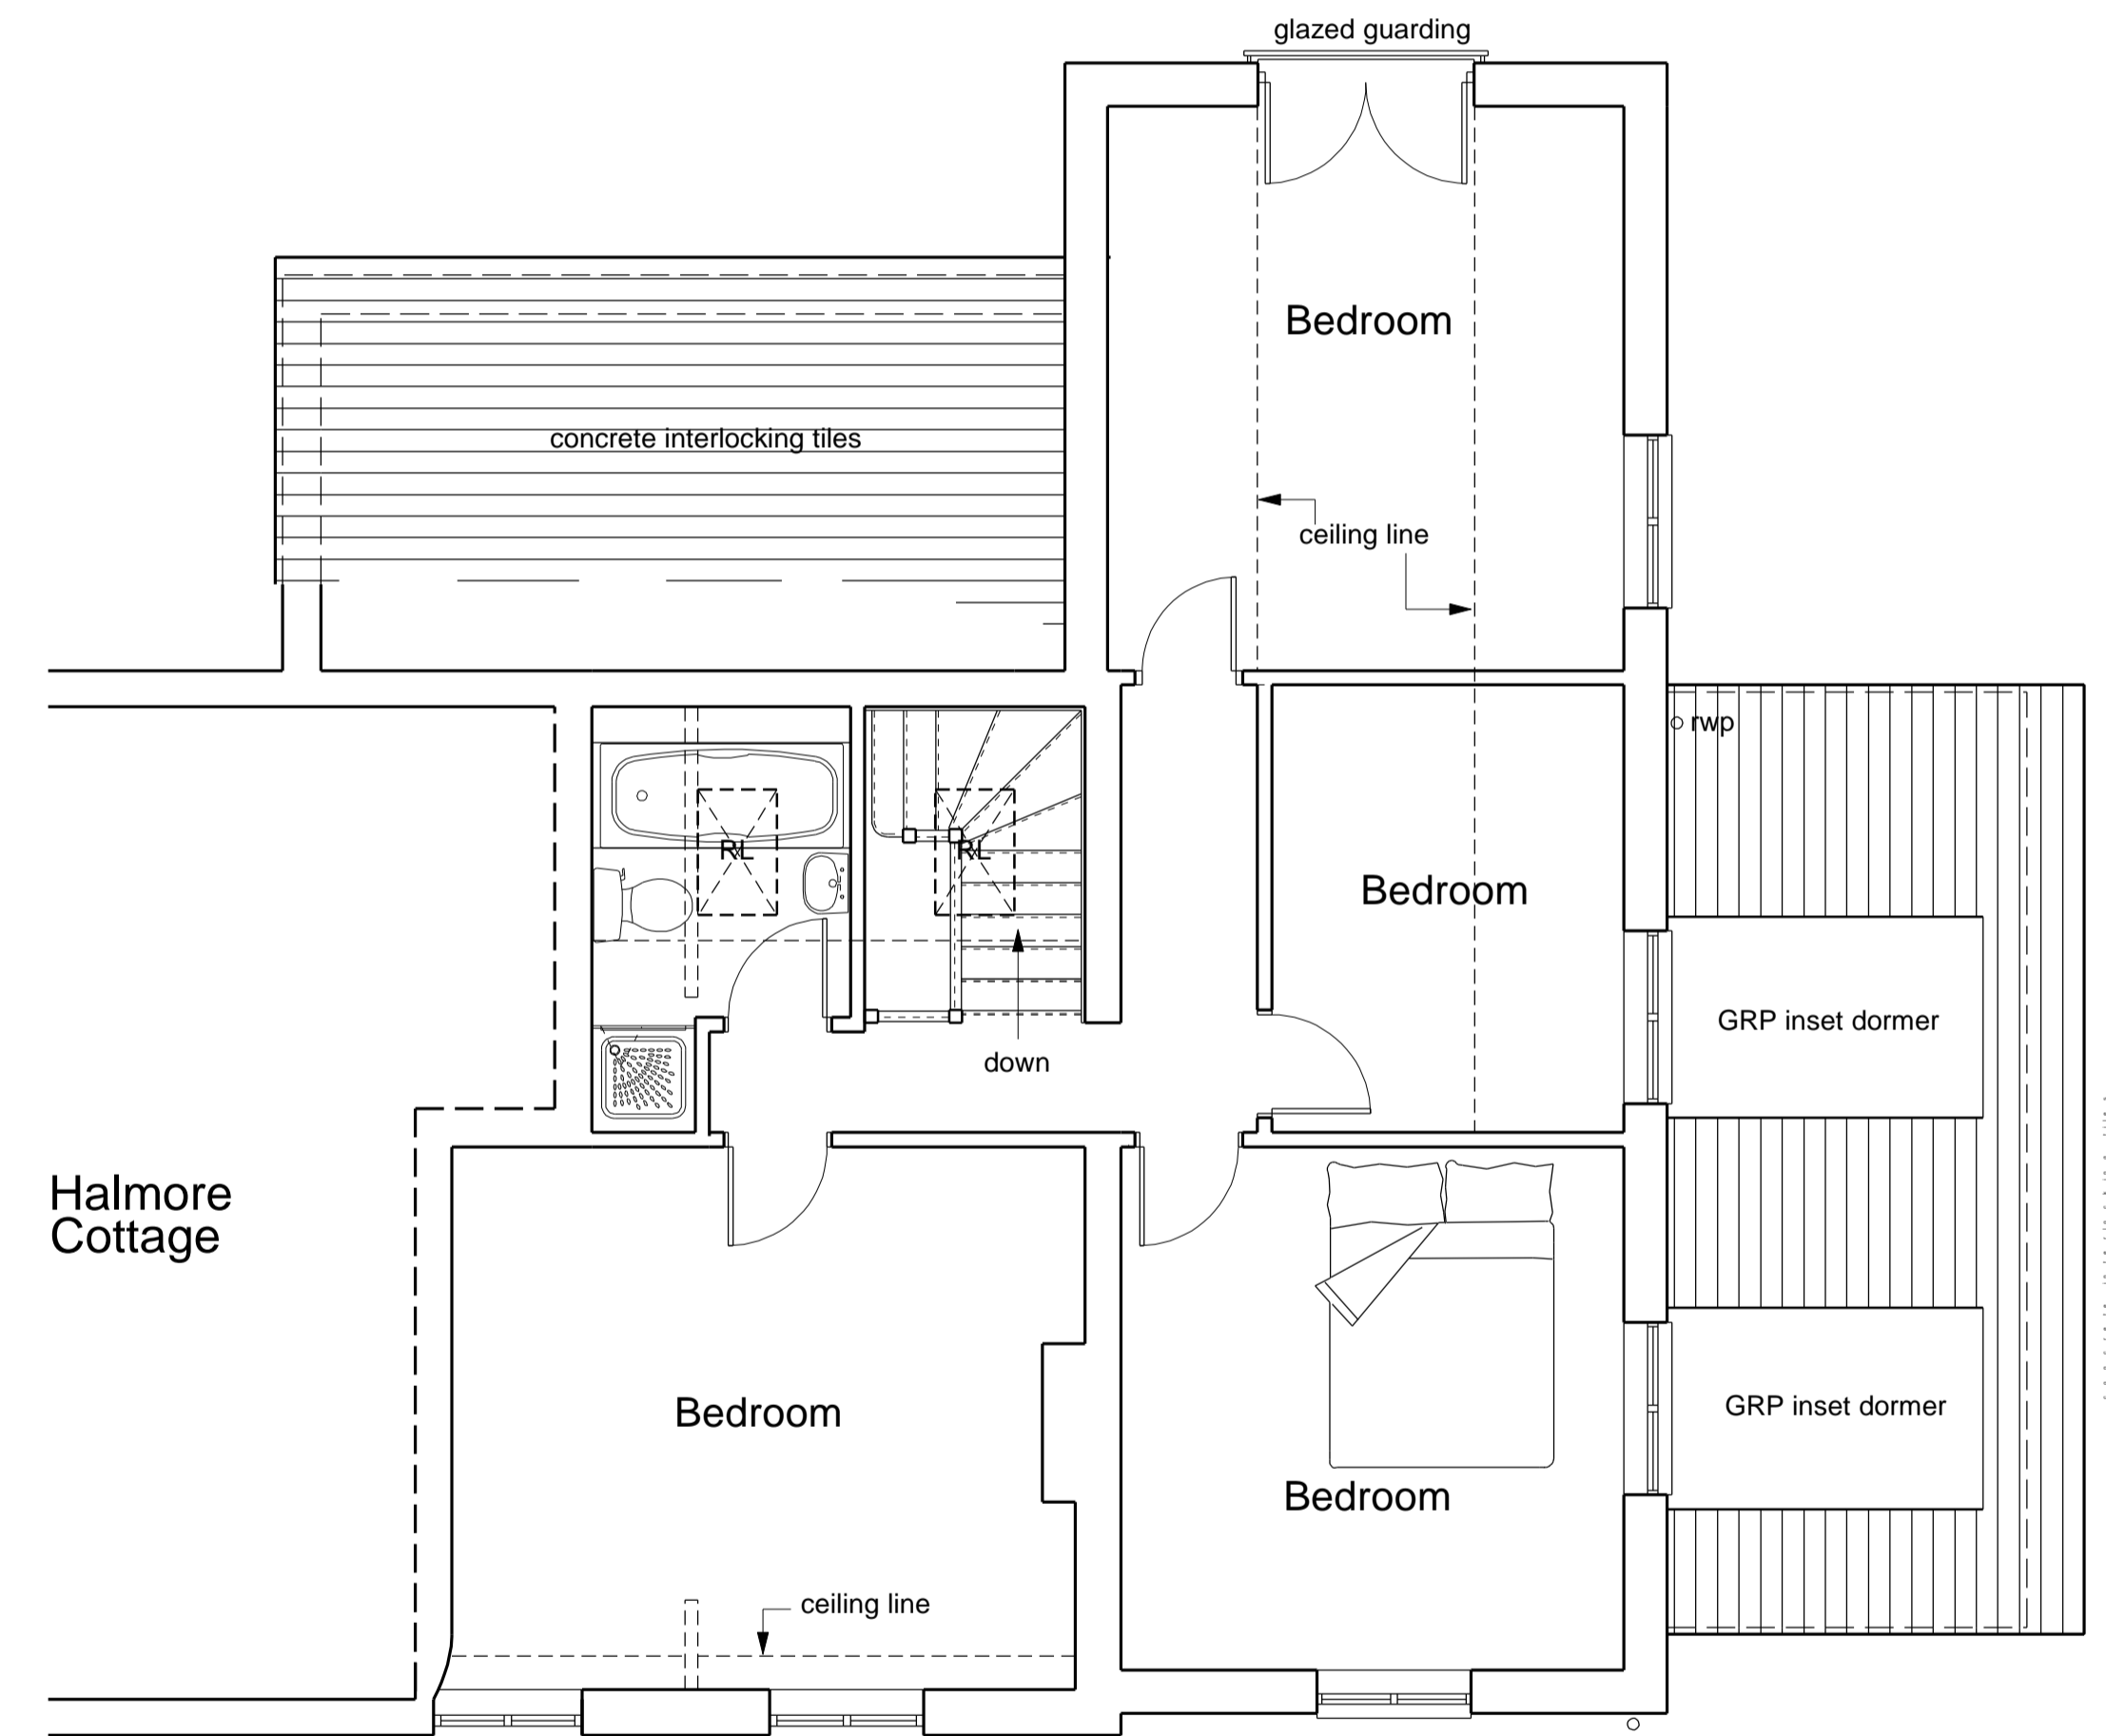 glazed guarding
Bedroom
concrete interlocking tiles
ceiling line
rwp
RL
RL
Bedroom
GRP inset dormer
down
Halmore
Cottage
Bedroom
GRP inset dormer
Bedroom
ceiling line